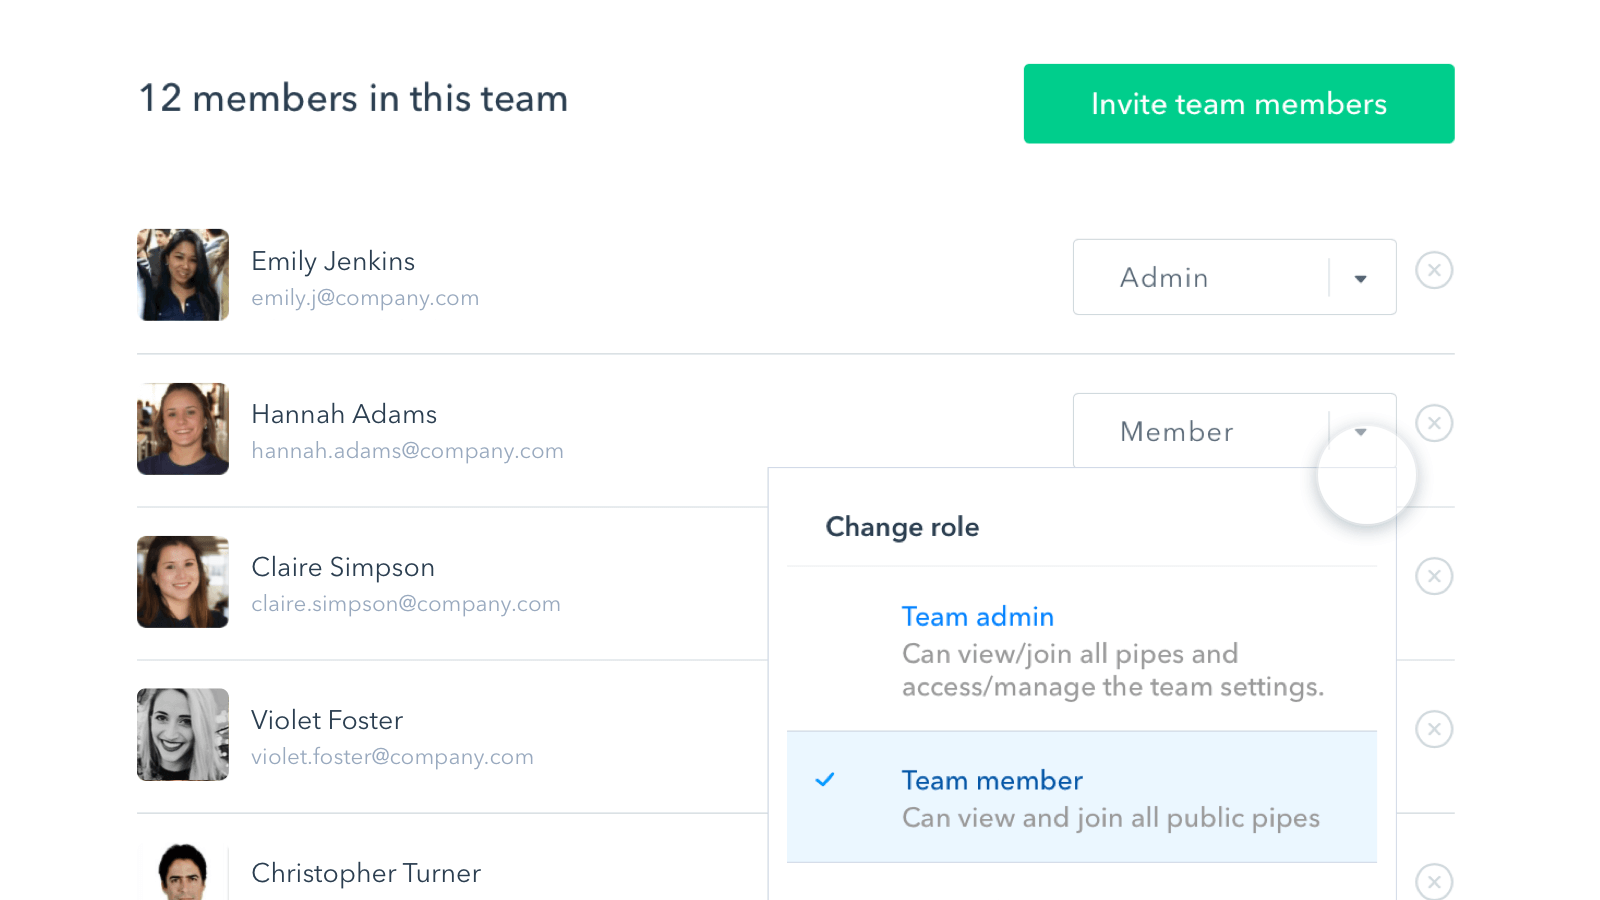 12 members in this team
Invite team members
Emily Jenkins
emily.j@company.com
Admin
Hannah Adams
hannah.adams@company.com
Member
Change role
Claire Simpson
claire.simpson@company.com
Team admin
Can view/join all pipes and
access/manage the team settings.
Violet Foster
violet.foster@company.com
Team member
Can view and join all public pipes
Christopher Turner